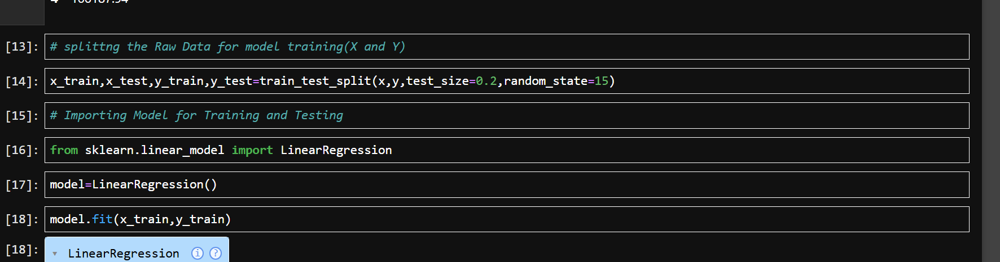 [13]: # splittng the Raw Data for model training(X and Y)
[14]: x_train,x_test,y_train,y_test=train_test_split(x,y,test_size=0.2,random_state=15)
[15]: # Importing Model for Training and Testing
[16]: from sklearn.linear_model import LinearRegression
[17]: model=LinearRegression()
[18]: model.fit(x_train,y_train)
[18]: ▾ LinearRegression i ?